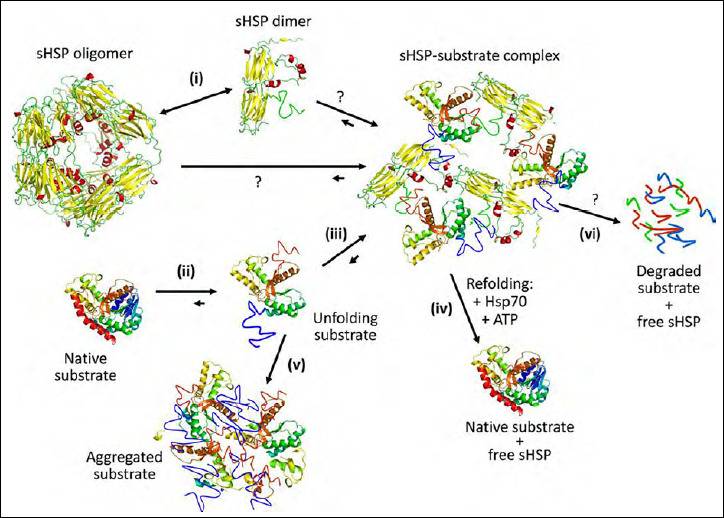 sHSP dimer
sHSP oligomer
(i)
sHSP-substrate complex
?
?
?
(vi)
Degraded
substrate
+
free sHSP
(iii)
(ii)
Unfolding
substrate
Native
substrate
(iv)
Refolding:
+ Hsp70
+ ATP
(v)
Aggregated
substrate
Native substrate
+
free sHSP